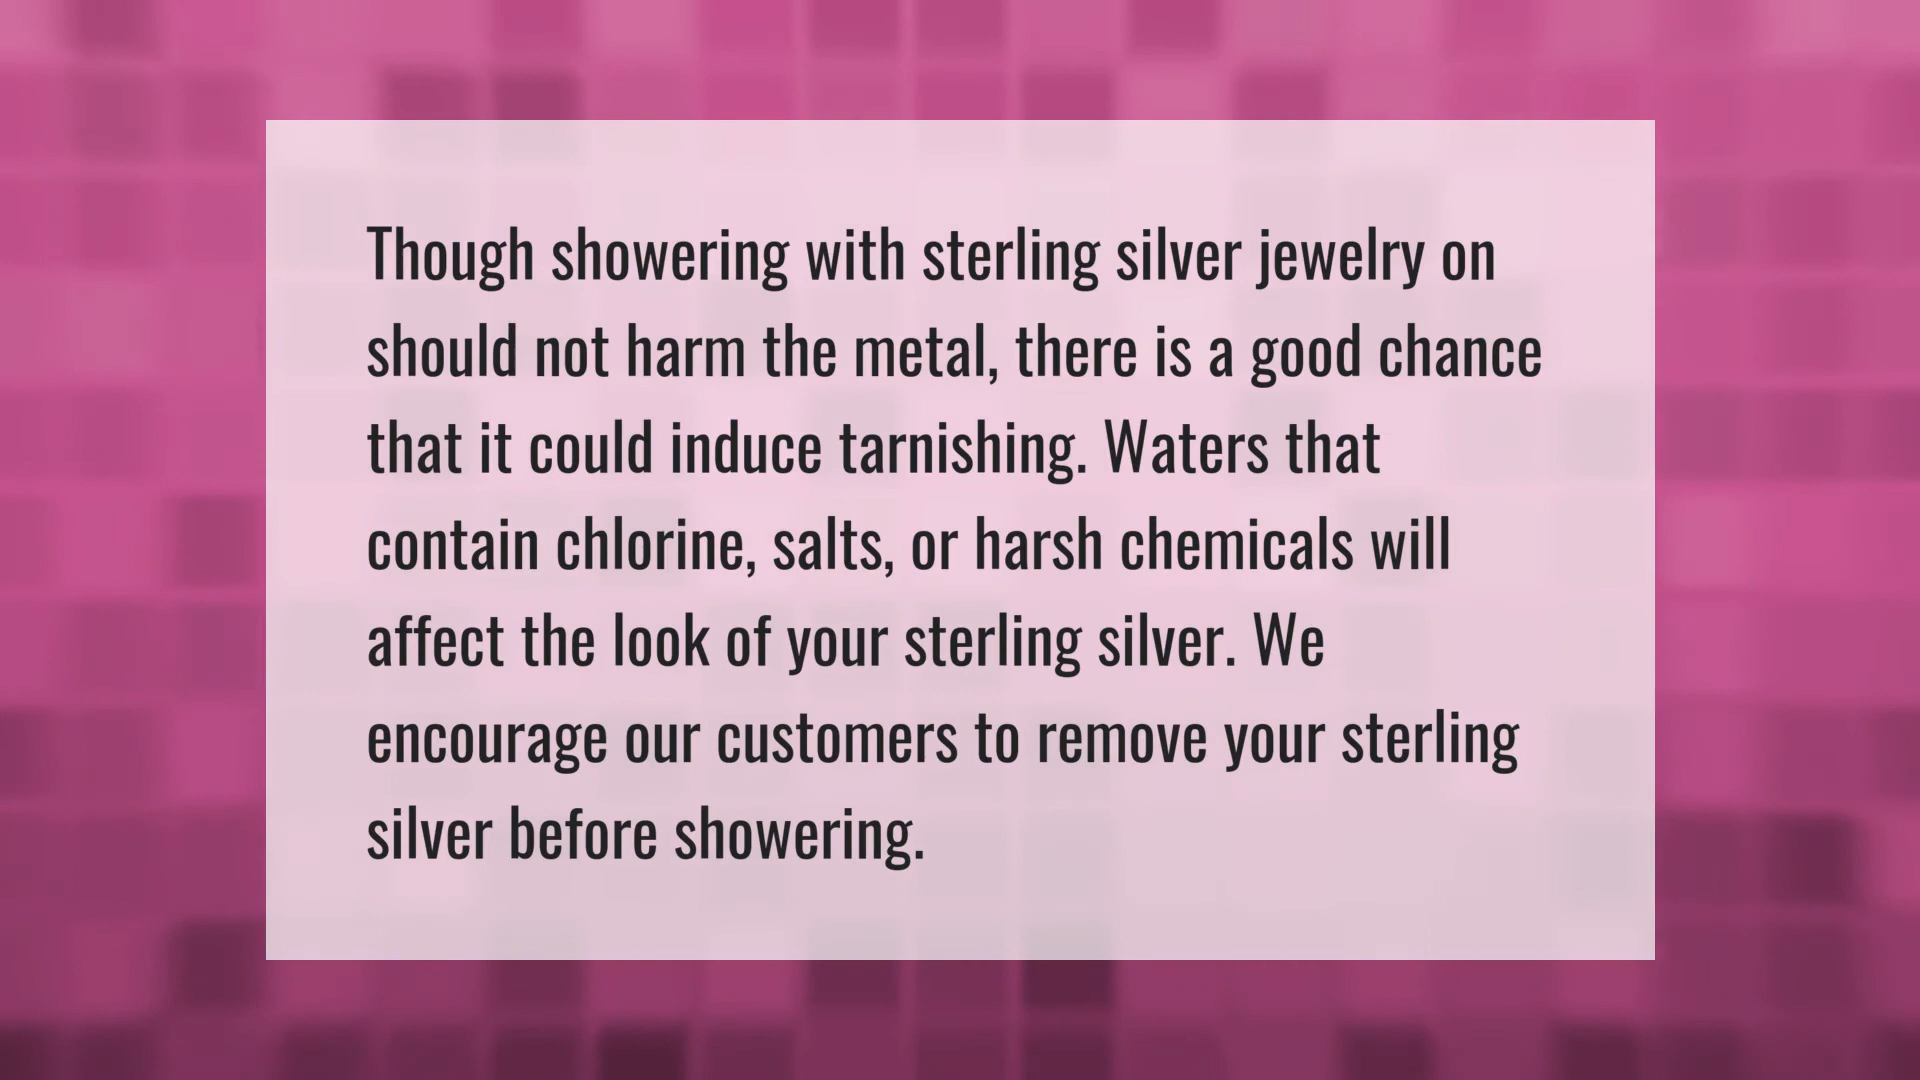 Though showering with sterling silver jewelry on
should not harm the metal, there is a good chance
that it could induce tarnishing. Waters that
contain chlorine, salts, or harsh chemicals will
affect the look of your sterling silver. We
encourage our customers to remove your sterling
silver before showering.